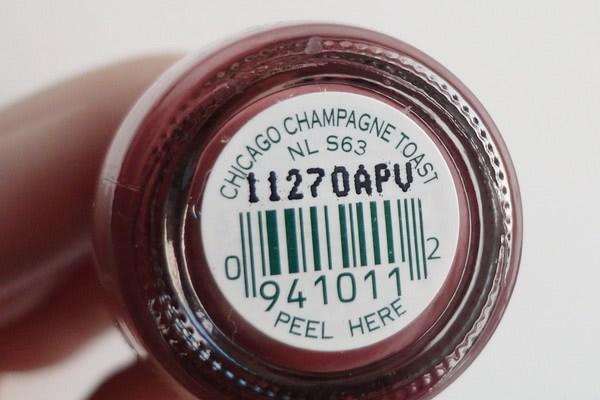 CHICAGO CHAMPAGNE TOAST
NL S63
11270APV
0 941011 2
PEEL HERE